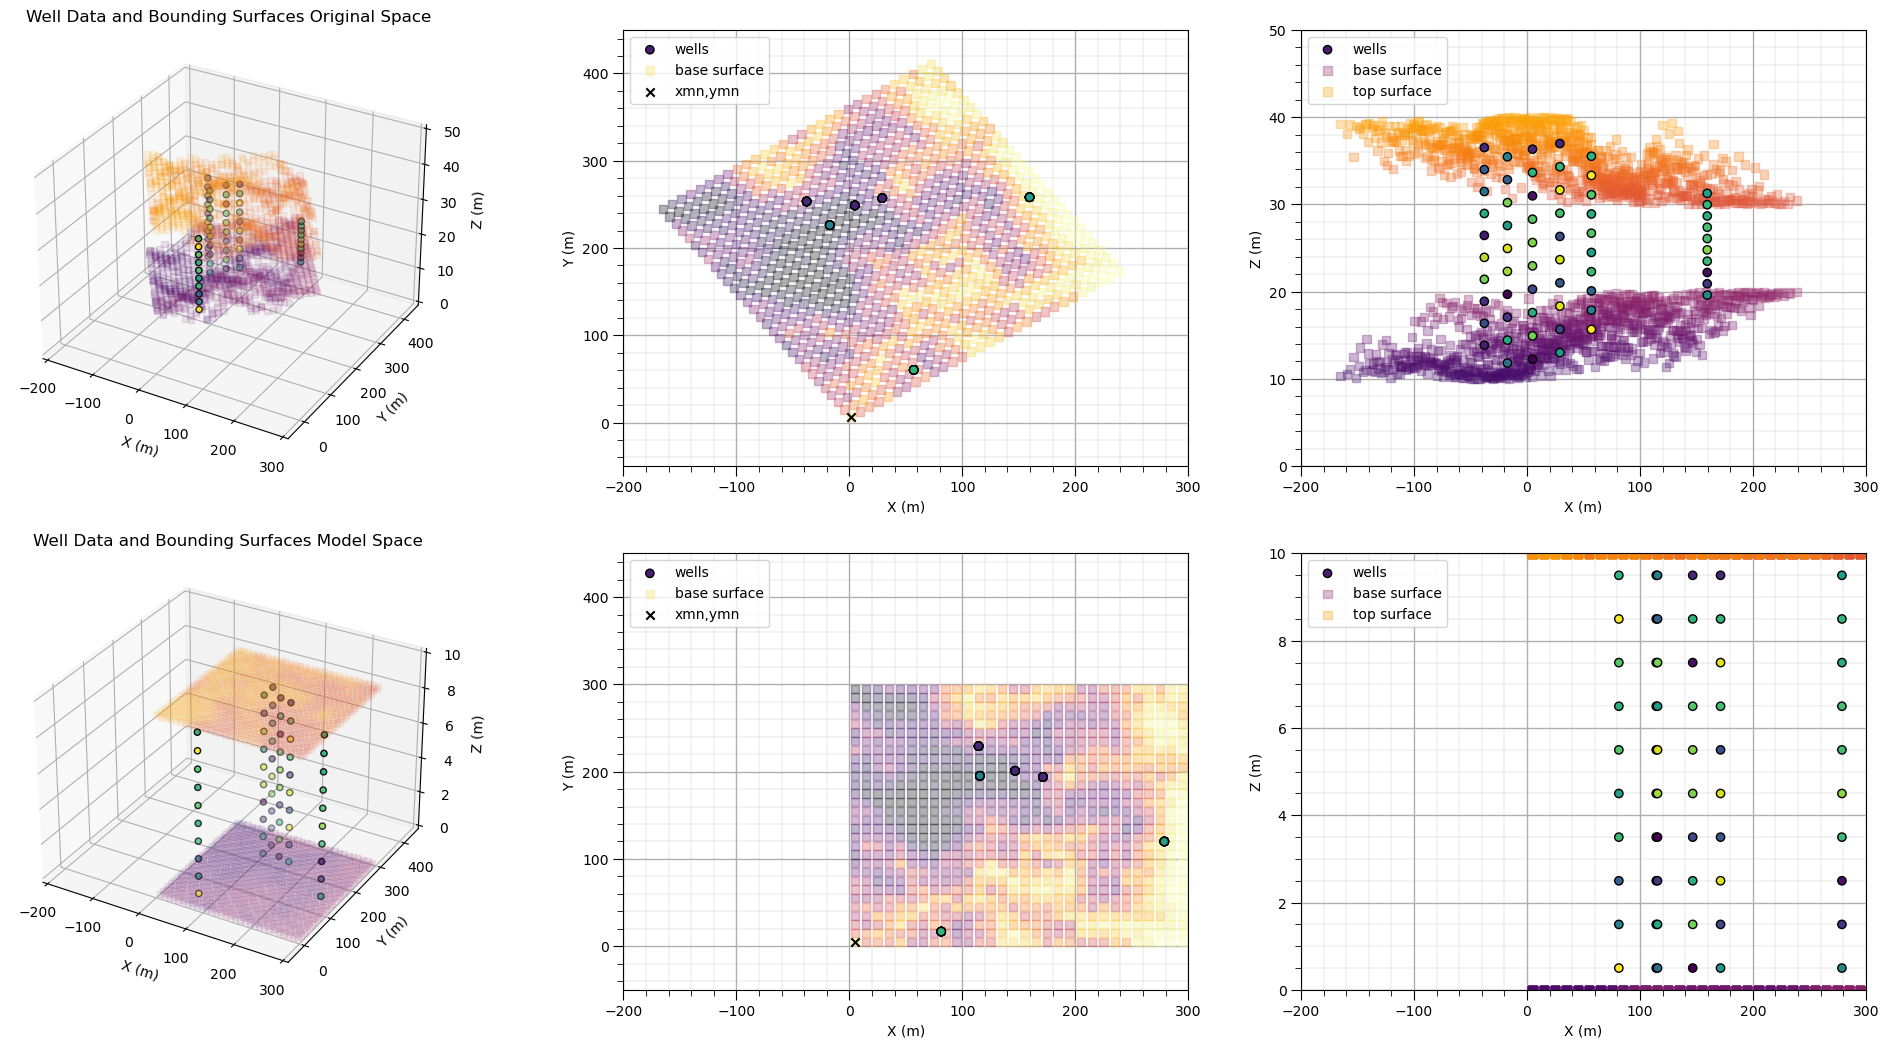 Well Data and Bounding Surfaces Original Space
50
40
30
20
10
0
Z (m)
−200
−100
0
100
200
300
X (m)
0
100
200
300
400
Y (m)
wells
base surface
xmn,ymn
400
300
200
100
0
Y (m)
−200
−100
0
100
200
300
X (m)
wells
base surface
top surface
50
40
30
20
10
0
Z (m)
−200
−100
0
100
200
300
X (m)
Well Data and Bounding Surfaces Model Space
10
8
6
4
2
0
Z (m)
−200
−100
0
100
200
300
X (m)
0
100
200
300
400
Y (m)
wells
base surface
xmn,ymn
400
300
200
100
0
Y (m)
−200
−100
0
100
200
300
X (m)
wells
base surface
top surface
10
8
6
4
2
0
Z (m)
−200
−100
0
100
200
300
X (m)